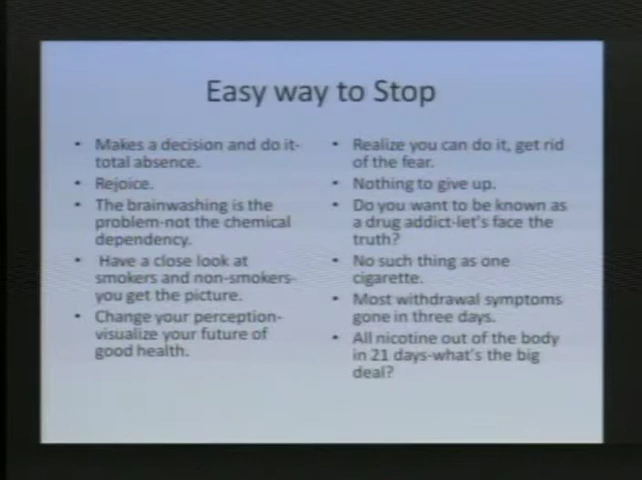 Easy way to Stop
• Makes a decision and do it-
total absence.
• Rejoice.
• The brainwashing is the
problem-not the chemical
dependency.
• Have a close look at
smokers and non-smokers-
you get the picture.
• Change your perception-
visualize your future of
good health.
• Realize you can do it, get rid
of the fear.
• Nothing to give up.
• Do you want to be known as
a drug addict-let's face the
truth?
• No such thing as one
cigarette.
• Most withdrawal symptoms
gone in three days.
• All nicotine out of the body
in 21 days-what's the big
deal?